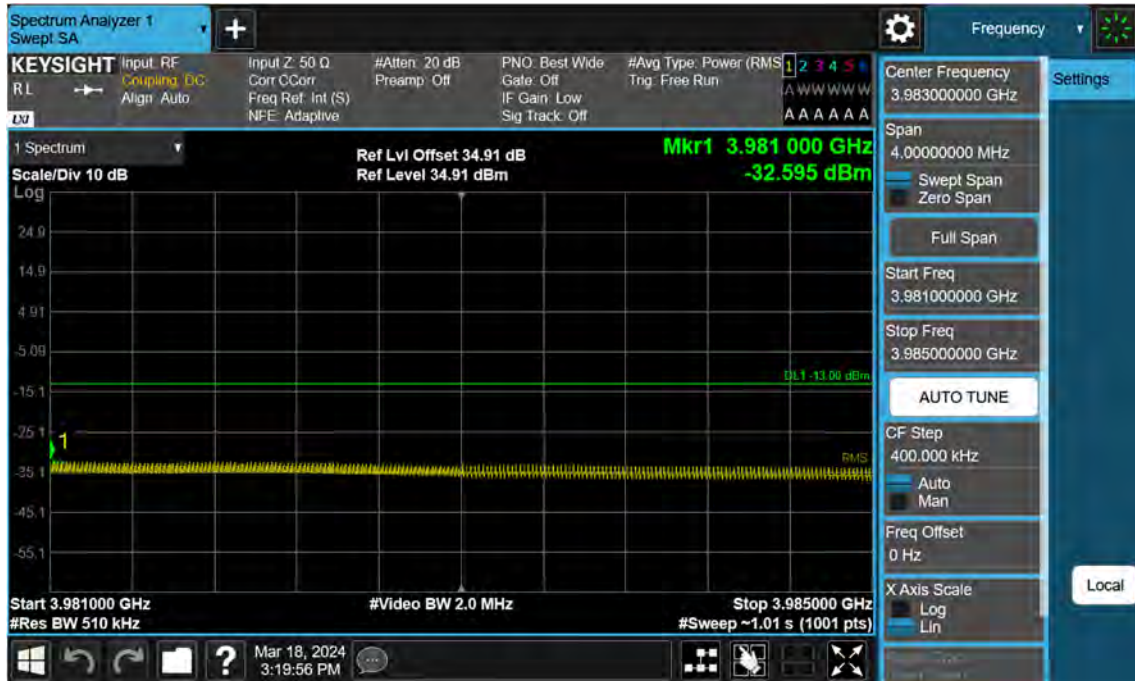 Spectrum Analyzer 1
Swept SA
+
Frequency
KEYSIGHT
RL
LXI
Input: RF
Coupling: DC
Align: Auto
Input Z: 50 Ω
Corr CCorr
Freq Ref: Int (S)
NFE: Adaptive
#Atten: 20 dB
Preamp: Off
PNO: Best Wide
Gate: Off
IF Gain: Low
Sig Track: Off
#Avg Type: Power (RMS
Trig: Free Run
1 2 3 4 5 6
A W W W W W
A A A A A A
1 Spectrum
Scale/Div 10 dB
Ref Lvl Offset 34.91 dB
Ref Level 34.91 dBm
Mkr1 3.981 000 GHz
-32.595 dBm
Log
24.9
14.9
4.91
-5.09
DL1 -13.00 dBm
-15.1
-25.1
1
RMS
-35.1
-45.1
-55.1
Start 3.981000 GHz
#Video BW 2.0 MHz
Stop 3.985000 GHz
#Res BW 510 kHz
#Sweep ~1.01 s (1001 pts)
?
Mar 18, 2024
3:19:56 PM
Center Frequency
3.983000000 GHz
Span
4.00000000 MHz
Swept Span
Zero Span
Full Span
Start Freq
3.981000000 GHz
Stop Freq
3.985000000 GHz
AUTO TUNE
CF Step
400.000 kHz
Auto
Man
Freq Offset
0 Hz
X Axis Scale
Log
Lin
Settings
Local